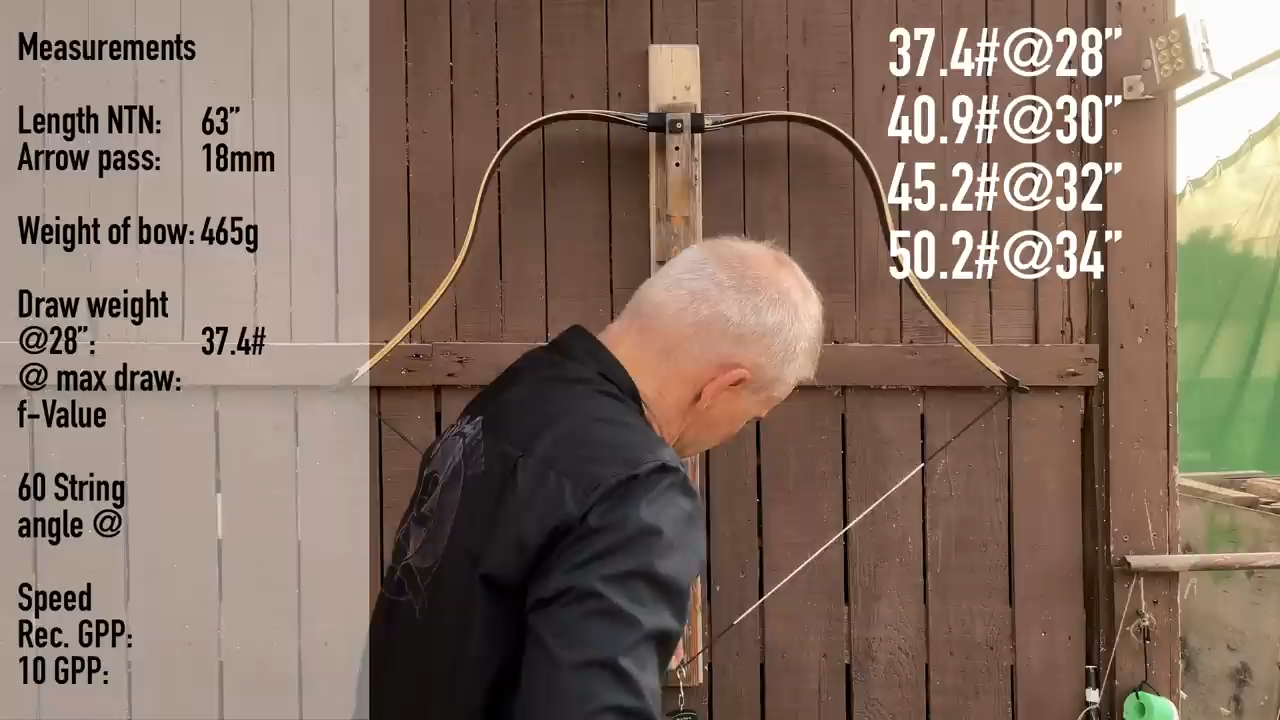 Measurements
Length NTN: 63”
Arrow pass: 18mm
Weight of bow: 465g
Draw weight
@28”: 37.4#
@ max draw:
f-Value
60 String
angle @
Speed
Rec. GPP:
10 GPP:
37.4#@28”
40.9#@30”
45.2#@32”
50.2#@34”